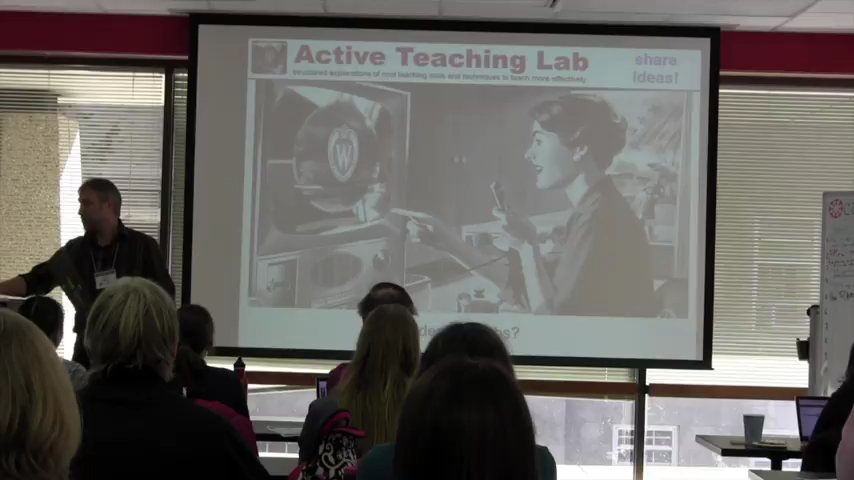 Active Teaching Lab
share
ideas!
structured explorations of cool teaching tools and techniques to teach more effectively
W